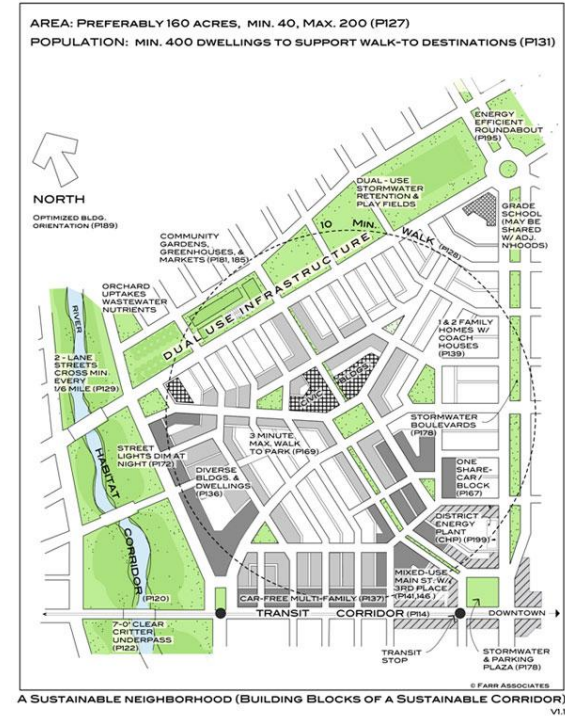 AREA: PREFERABLY 160 ACRES, MIN. 40, MAX. 200 (P127)
POPULATION: MIN. 400 DWELLINGS TO SUPPORT WALK-TO DESTINATIONS (P131)
ENERGY
EFFICIENT
ROUNDABOUT
(P195)
NORTH
OPTIMIZED BLDG.
ORIENTATION (P189)
DUAL - USE
STORMWATER
RETENTION &
PLAY FIELDS
GRADE
SCHOOL
(MAY BE
SHARED
W/ ADJ.
N'HOODS)
10 MIN. WALK (P128)
COMMUNITY
GARDENS,
GREENHOUSES, &
MARKETS (P181, 185)
DUAL USE INFRASTRUCTURE
ORCHARD
UPTAKES
WASTEWATER
NUTRIENTS
RIVER
1 & 2 FAMILY
HOMES W/
COACH
HOUSES
(P139)
2 - LANE
STREETS
CROSS MIN.
EVERY
1/6 MILE (P129)
CIVIC BLDGS.
STORMWATER
BOULEVARDS
(P178)
STREET
LIGHTS DIM AT
NIGHT (P172)
3 MINUTE
MAX. WALK
TO PARK (P169)
HABITAT CORRIDOR
DIVERSE
BLDGS. &
DWELLINGS
(P136)
ONE
SHARE-
CAR /
BLOCK
(P167)
DISTRICT
ENERGY
PLANT
(CHP) (P199)
MIXED-USE
MAIN ST. W/
3RD PLACE
(P141,146)
(P120)
CAR-FREE MULTI-FAMILY (P137)
TRANSIT CORRIDOR (P114)
DOWNTOWN
7'-0" CLEAR
CRITTER
UNDERPASS
(P122)
TRANSIT
STOP
STORMWATER
& PARKING
PLAZA (P178)
© FARR ASSOCIATES
A SUSTAINABLE NEIGHBORHOOD (BUILDING BLOCKS OF A SUSTAINABLE CORRIDOR)
V1.1